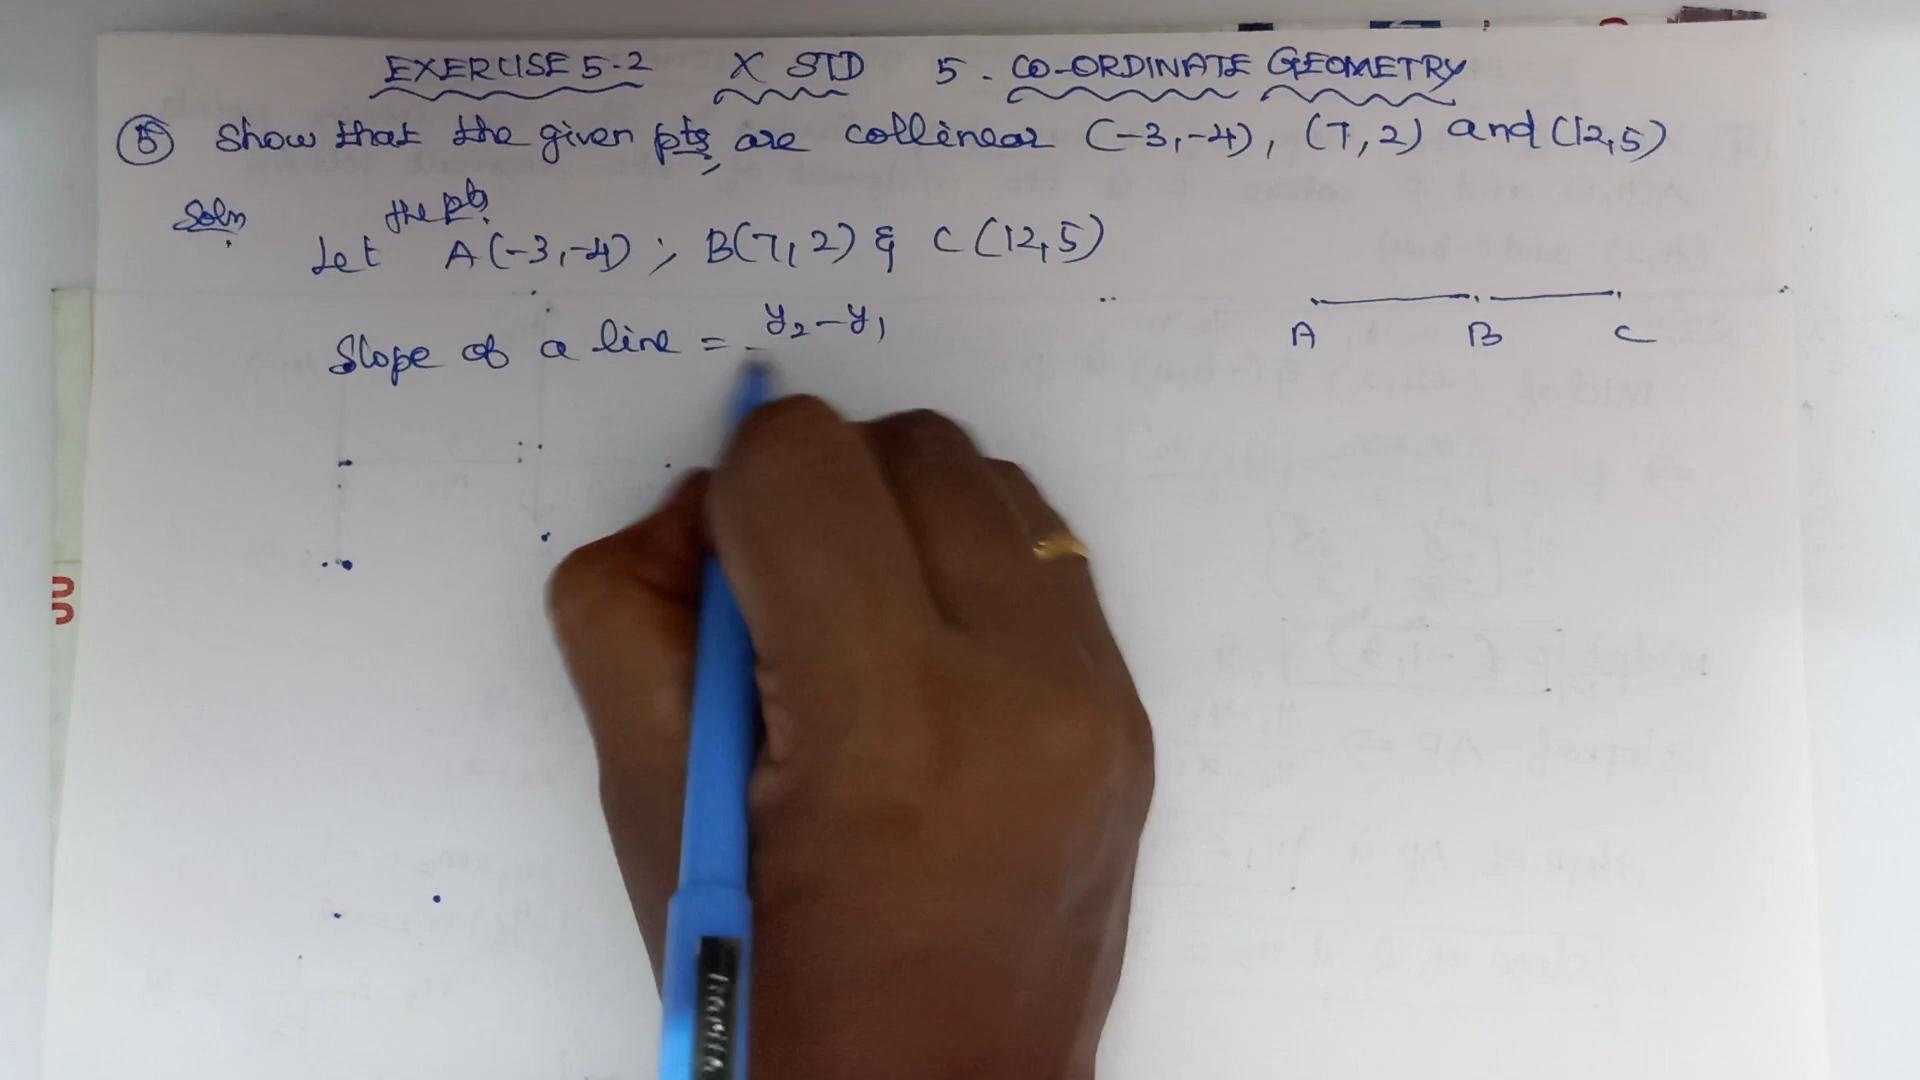 EXERCISE 5.2 X STD 5. CO-ORDINATE GEOMETRY
⑤ Show that the given pts, are collinear (-3,-4), (7,2) and (12,5)
Soln
Let the pts. A(-3,-4); B(7,2) & C(12,5)
Slope of a line = y₂-y₁
A B C